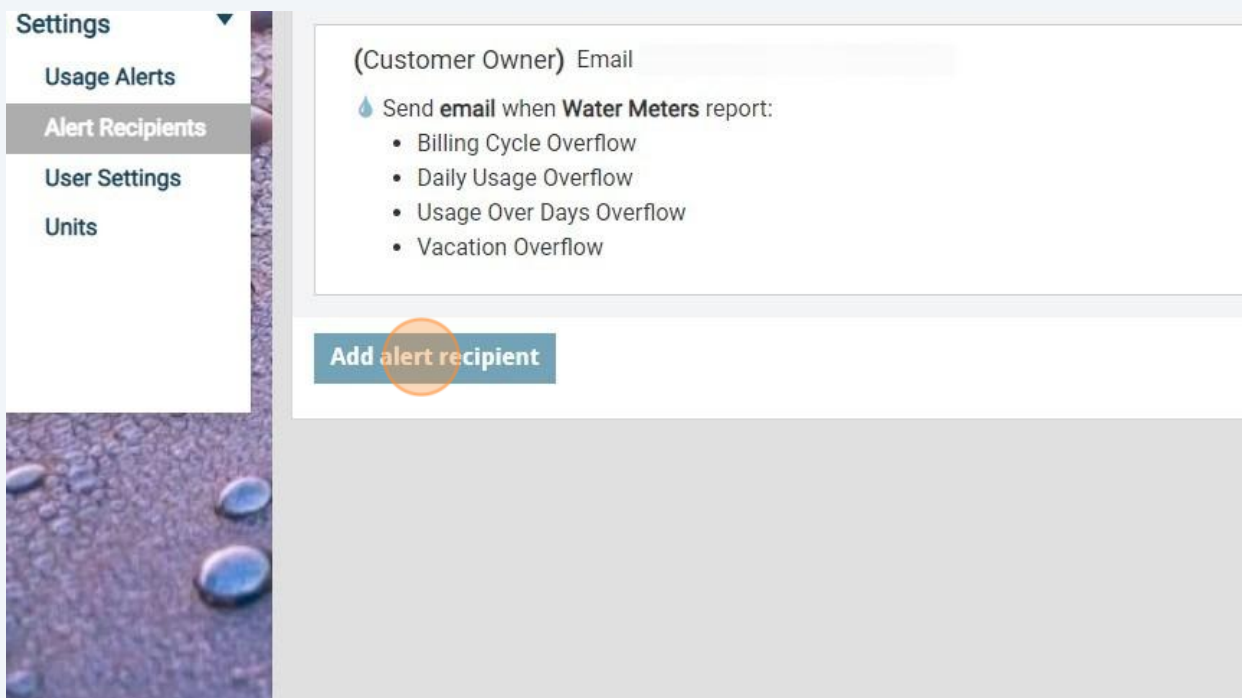 Settings
Usage Alerts
Alert Recipients
User Settings
Units
(Customer Owner) Email
Send email when Water Meters report:
• Billing Cycle Overflow
• Daily Usage Overflow
• Usage Over Days Overflow
• Vacation Overflow
Add alert recipient